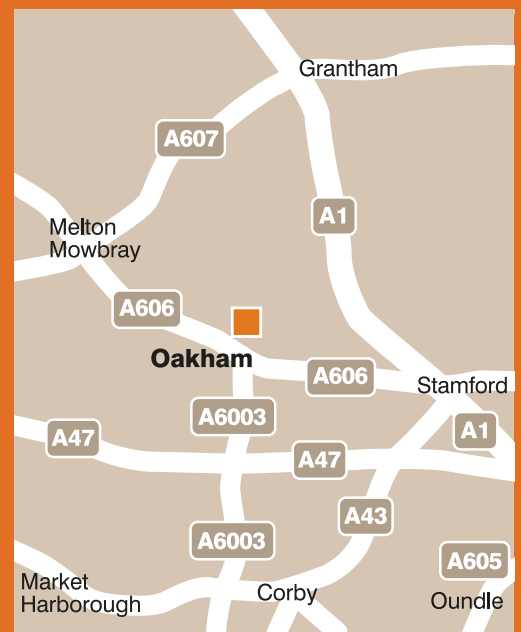 Grantham
A607
A1
Melton
Mowbray
A606
Oakham
A606
Stamford
A6003
A1
A47
A47
A43
A6003
A605
Market
Harborough
Corby
Oundle